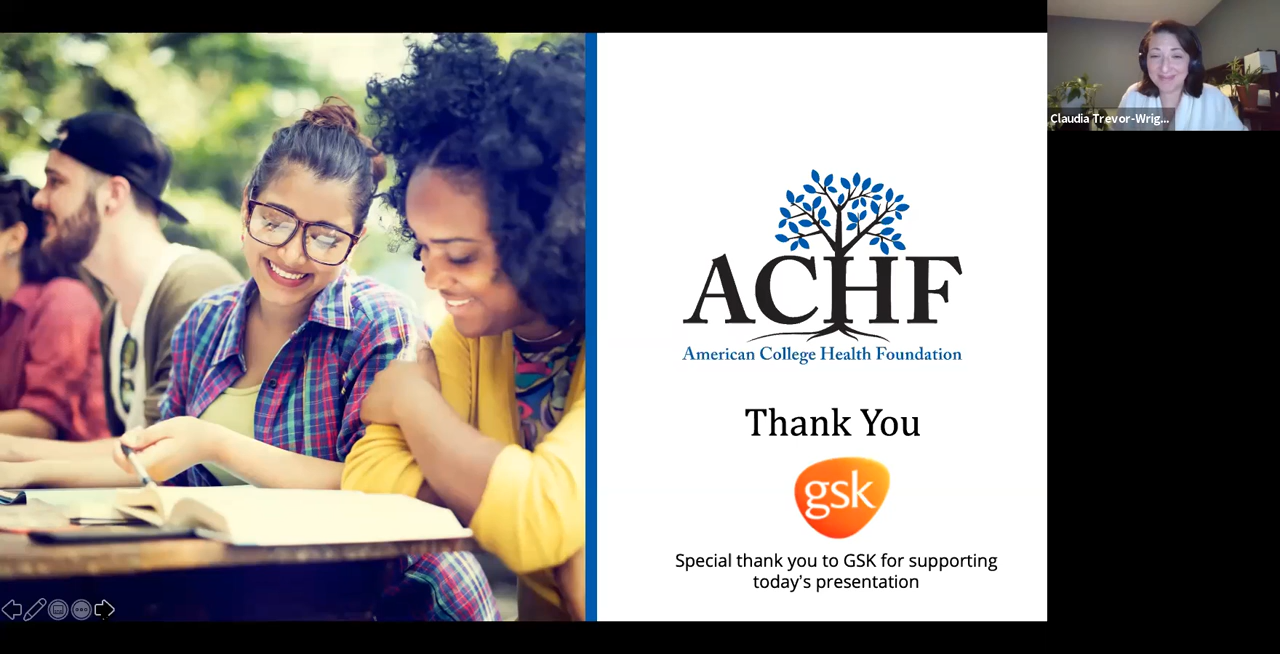 Claudia Trevor-Wrig...
ACHF
American College Health Foundation
Thank You
gsk
Special thank you to GSK for supporting
today's presentation